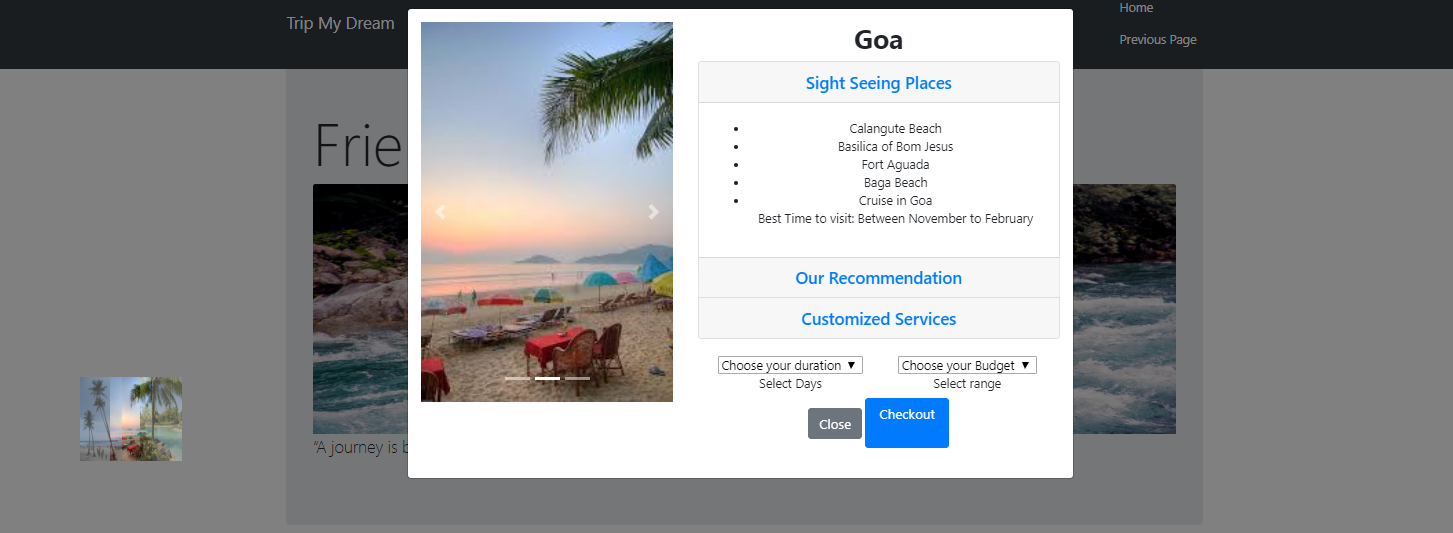 Trip My Dream
Home
Previous Page
Frie
“A journey is b
Goa
Sight Seeing Places
Calangute Beach
Basilica of Bom Jesus
Fort Aguada
Baga Beach
Cruise in Goa
Best Time to visit: Between November to February
Our Recommendation
Customized Services
Choose your duration ▼
Choose your Budget ▼
Select Days
Select range
Close
Checkout